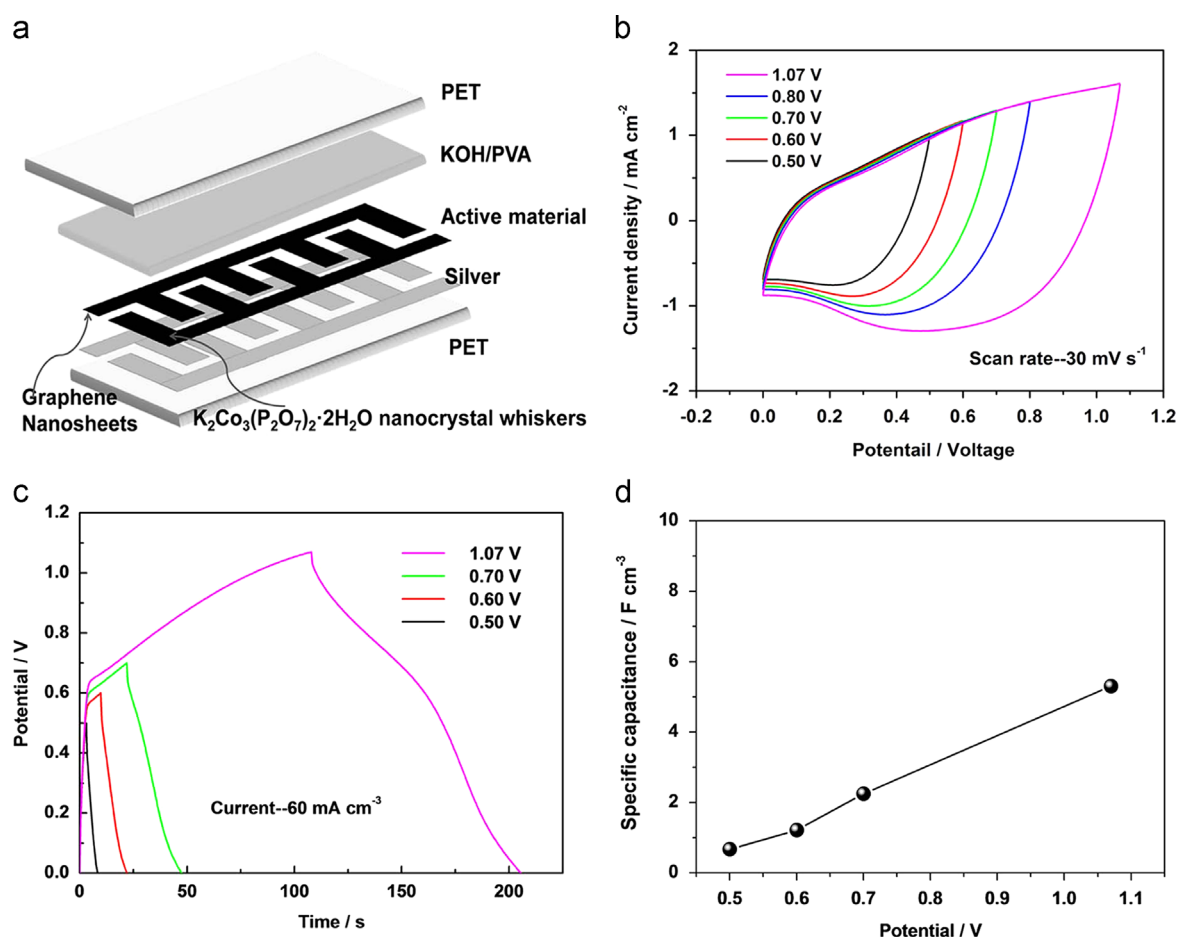 a
PET
KOH/PVA
Active material
Silver
PET
Graphene
Nanosheets
K₂Co₃(P₂O₇)₂·2H₂O nanocrystal whiskers
b
2
1
0
-1
-2
Current density / mA cm⁻²
1.07 V
0.80 V
0.70 V
0.60 V
0.50 V
Scan rate--30 mV s⁻¹
-0.2 0.0 0.2 0.4 0.6 0.8 1.0 1.2
Potentail / Voltage
c
1.2
1.0
0.8
0.6
0.4
0.2
0.0
Potential / V
1.07 V
0.70 V
0.60 V
0.50 V
Current--60 mA cm⁻³
0 50 100 150 200
Time / s
d
10
8
6
4
2
0
Specific capacitance / F cm⁻³
0.5 0.6 0.7 0.8 0.9 1.0 1.1
Potential / V